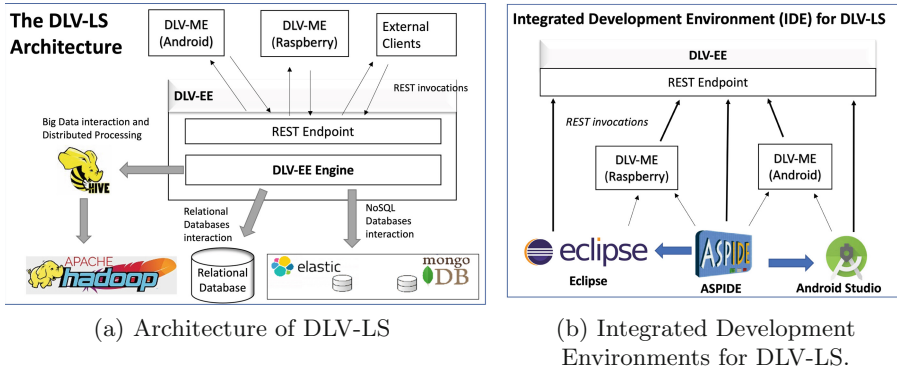 The DLV-LS
Architecture
DLV-ME
(Android)
DLV-ME
(Raspberry)
External
Clients
REST invocations
DLV-EE
REST Endpoint
DLV-EE Engine
Big Data interaction and
Distributed Processing
HIVE
APACHE
hadoop
Relational
Databases
interaction
NoSQL
Databases
interaction
Relational
Database
elastic
mongo
DB
(a) Architecture of DLV-LS
Integrated Development Environment (IDE) for DLV-LS
DLV-EE
REST Endpoint
REST invocations
DLV-ME
(Raspberry)
DLV-ME
(Android)
eclipse
Eclipse
ASPIDE
ASPIDE
Android Studio
(b) Integrated Development
Environments for DLV-LS.